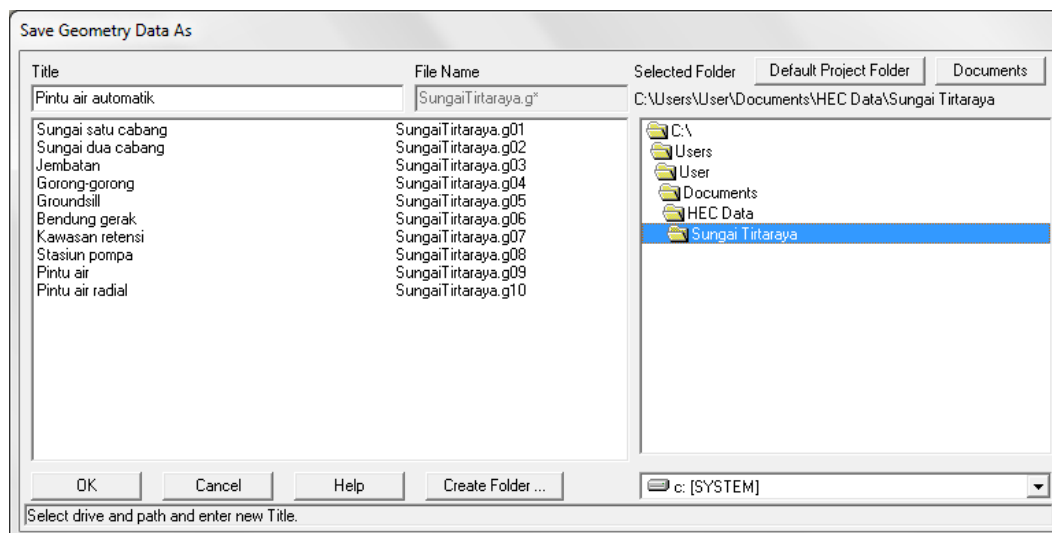 Save Geometry Data As
Title File Name Selected Folder Default Project Folder Documents
Pintu air automatik SungaiTirtaraya.g* C:\Users\User\Documents\HEC Data\Sungai Tirtaraya
Sungai satu cabang SungaiTirtaraya.g01
Sungai dua cabang SungaiTirtaraya.g02
Jembatan SungaiTirtaraya.g03
Gorong-gorong SungaiTirtaraya.g04
Groundsill SungaiTirtaraya.g05
Bendung gerak SungaiTirtaraya.g06
Kawasan retensi SungaiTirtaraya.g07
Stasiun pompa SungaiTirtaraya.g08
Pintu air SungaiTirtaraya.g09
Pintu air radial SungaiTirtaraya.g10
C:\
Users
User
Documents
HEC Data
Sungai Tirtaraya
OK Cancel Help Create Folder ... c: [SYSTEM]
Select drive and path and enter new Title.